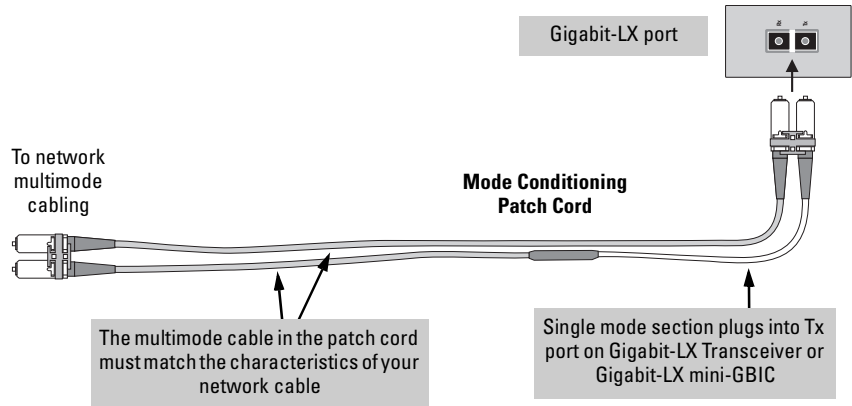 Gigabit-LX port
To network
multimode
cabling
Mode Conditioning
Patch Cord
The multimode cable in the patch cord
must match the characteristics of your
network cable
Single mode section plugs into Tx
port on Gigabit-LX Transceiver or
Gigabit-LX mini-GBIC